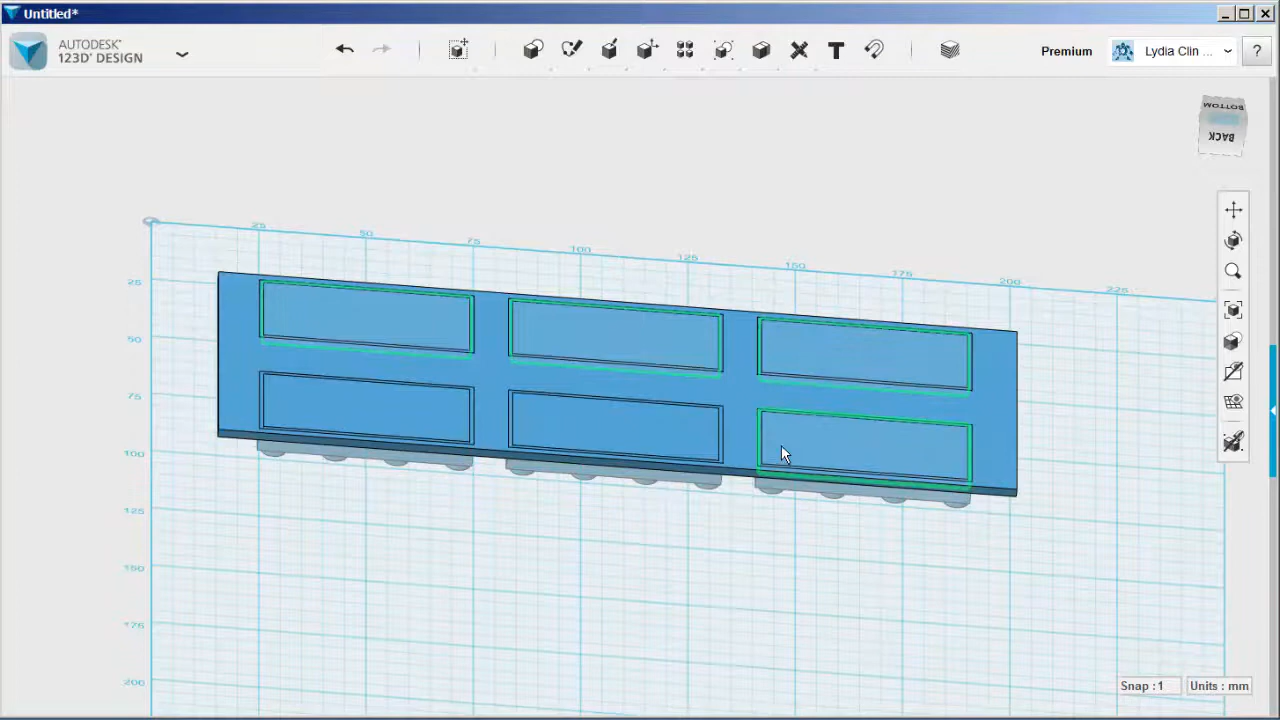 Untitled*
AUTODESK®
123D® DESIGN
Premium
Lydia Clin ...
?
BOTTOM
BACK
25
50
75
100
125
150
175
200
225
25
50
75
100
125
150
175
200
Snap : 1
Units : mm